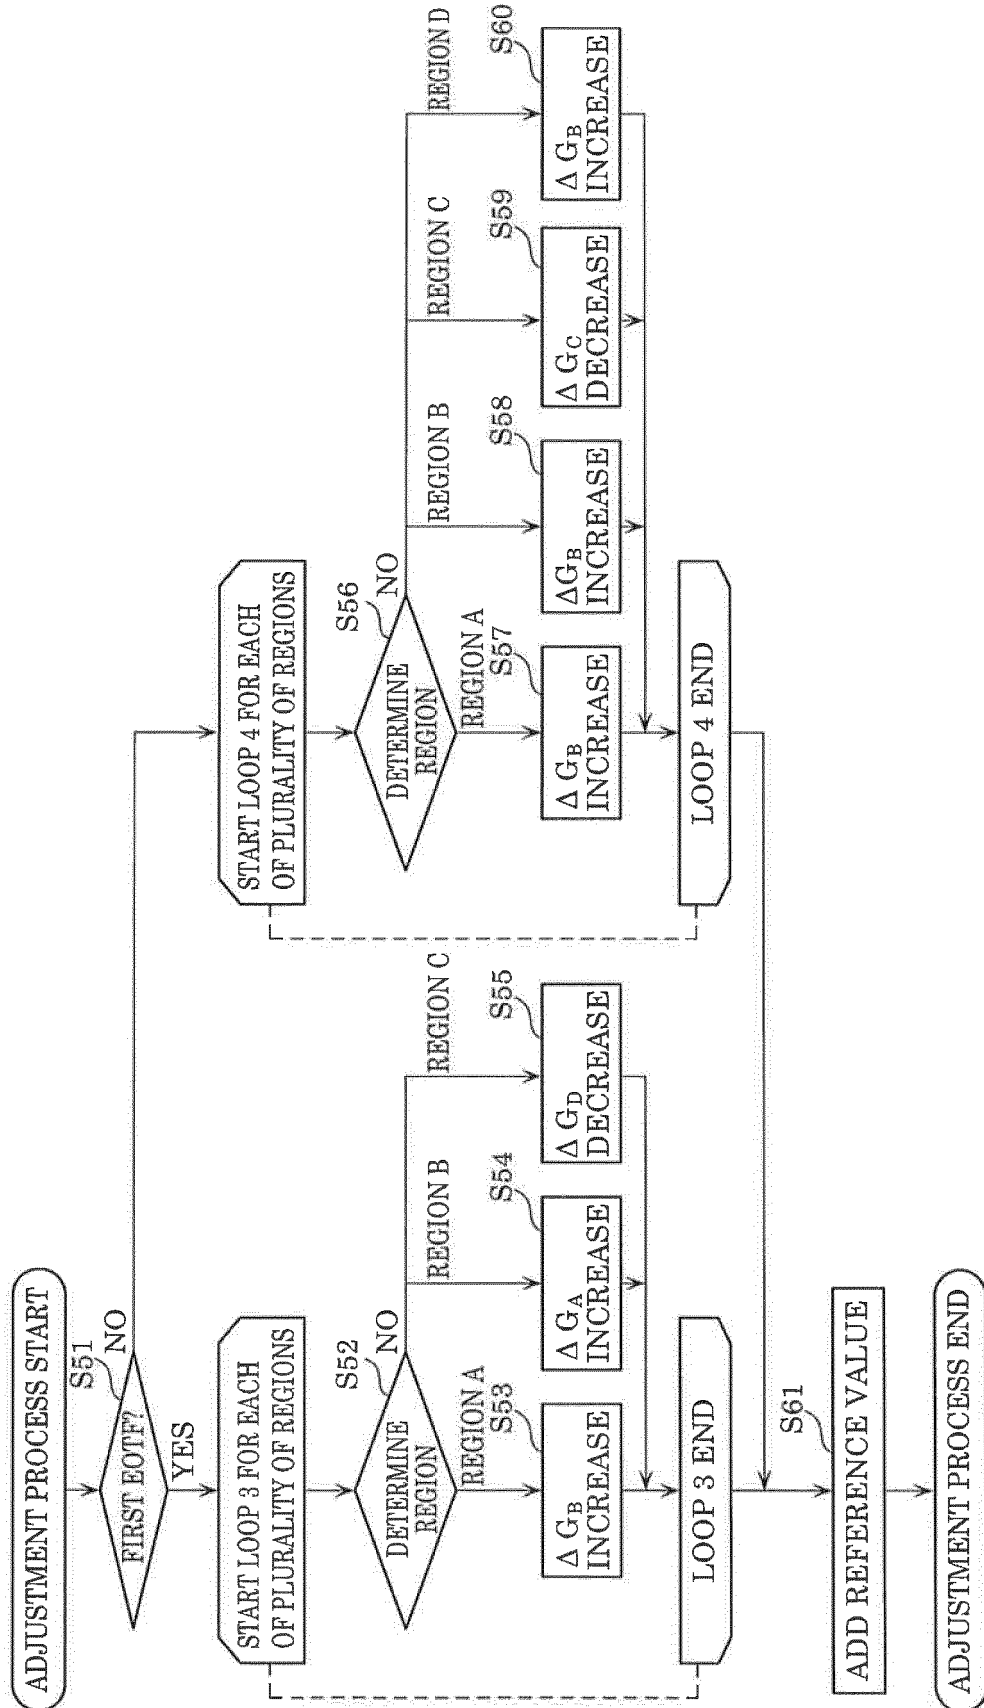 ADJUSTMENT PROCESS START
S51
FIRST EOTF?
NO
YES
START LOOP 3 FOR EACH
OF PLURALITY OF REGIONS
S52
DETERMINE
REGION
NO
REGION A
REGION B
REGION C
S53
Δ GB
INCREASE
S54
Δ GA
INCREASE
S55
Δ GD
DECREASE
LOOP 3 END
START LOOP 4 FOR EACH
OF PLURALITY OF REGIONS
S56
DETERMINE
REGION
NO
REGION A
REGION B
REGION C
REGION D
S57
Δ GB
INCREASE
S58
ΔGB
INCREASE
S59
Δ GC
DECREASE
S60
Δ GB
INCREASE
LOOP 4 END
S61
ADD REFERENCE VALUE
ADJUSTMENT PROCESS END